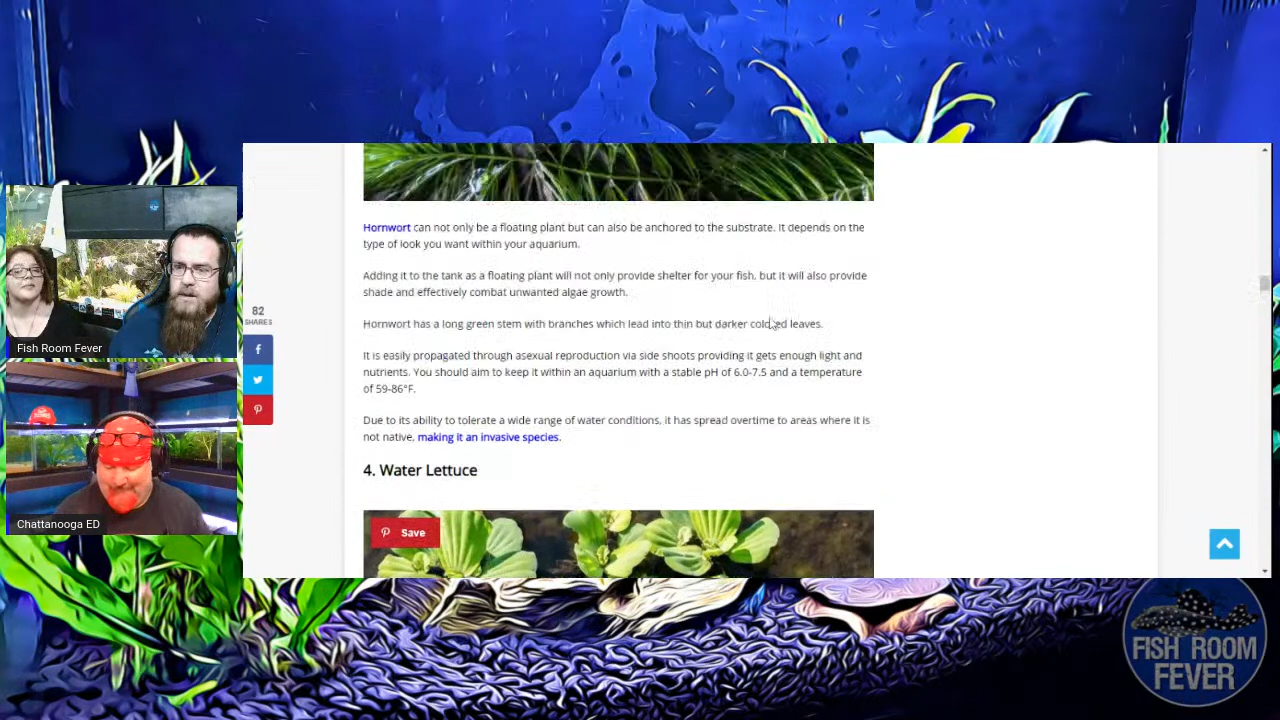 Hornwort can not only be a floating plant but can also be anchored to the substrate. It depends on the
type of look you want within your aquarium.
Adding it to the tank as a floating plant will not only provide shelter for your fish, but it will also provide
shade and effectively combat unwanted algae growth.
82
SHARES
Hornwort has a long green stem with branches which lead into thin but darker colored leaves.
Fish Room Fever
It is easily propagated through asexual reproduction via side shoots providing it gets enough light and
nutrients. You should aim to keep it within an aquarium with a stable pH of 6.0-7.5 and a temperature
of 59-86°F.
Due to its ability to tolerate a wide range of water conditions, it has spread overtime to areas where it is
not native, making it an invasive species.
4. Water Lettuce
Chattanooga ED
Save
FISH ROOM
FEVER